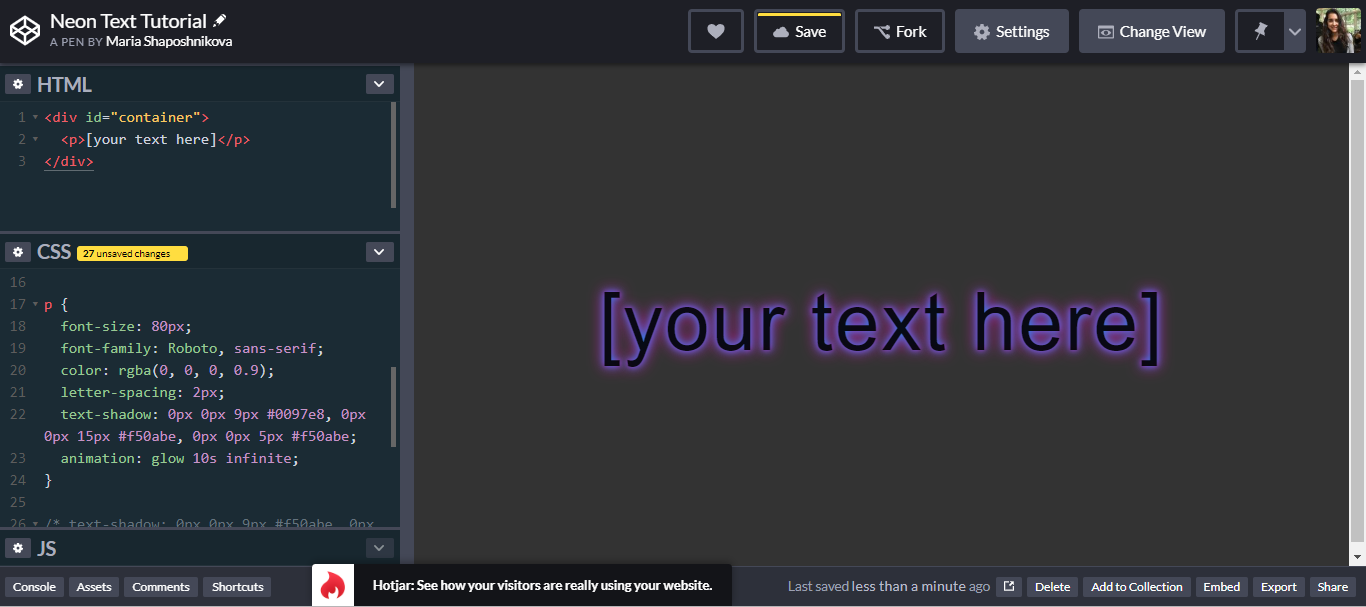 Neon Text Tutorial
A PEN BY Maria Shaposhnikova
Save
Fork
Settings
Change View
HTML
1 <div id="container">
2 <p>[your text here]</p>
3 </div>
CSS 27 unsaved changes
16
17 p {
18 font-size: 80px;
19 font-family: Roboto, sans-serif;
20 color: rgba(0, 0, 0, 0.9);
21 letter-spacing: 2px;
22 text-shadow: 0px 0px 9px #0097e8, 0px
0px 15px #f50abe, 0px 0px 5px #f50abe;
23 animation: glow 10s infinite;
24 }
25
26 /* text-shadow: 0px 0px 9px #f50abe, 0px
JS
[your text here]
Console
Assets
Comments
Shortcuts
Hotjar: See how your visitors are really using your website.
Last saved less than a minute ago
Delete
Add to Collection
Embed
Export
Share